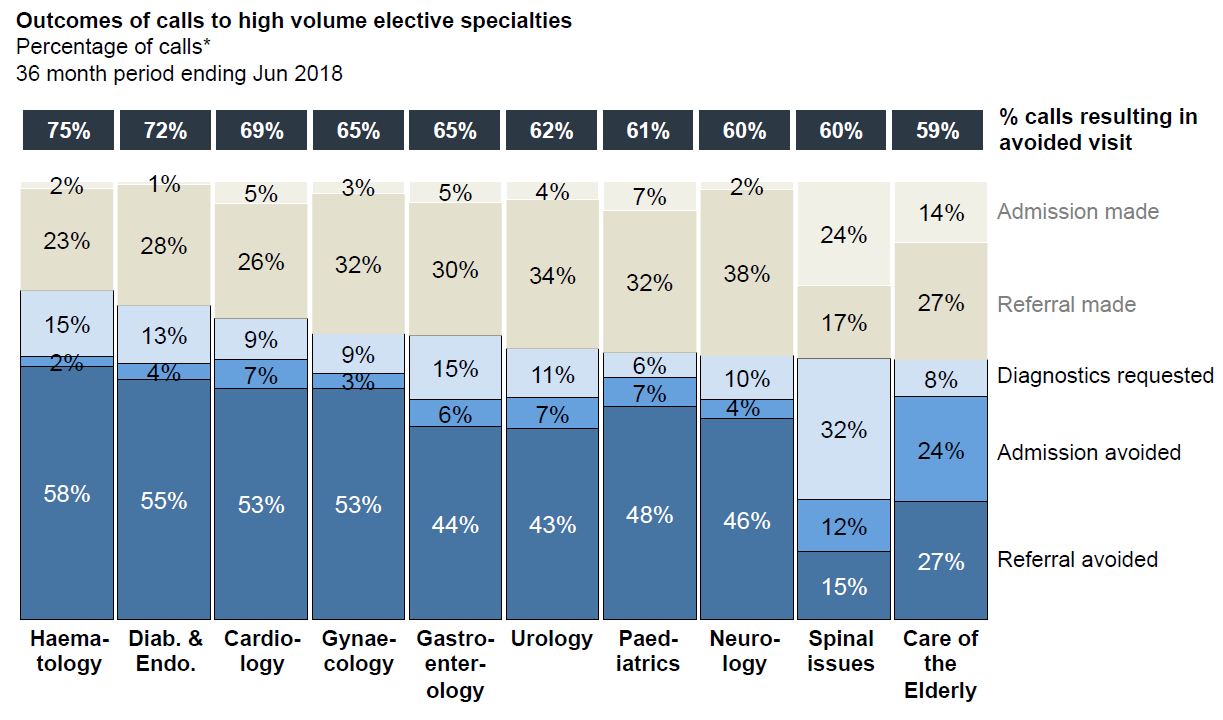 Outcomes of calls to high volume elective specialties
Percentage of calls*
36 month period ending Jun 2018
75% 72% 69% 65% 65% 62% 61% 60% 60% 59% % calls resulting in
avoided visit
2% 1% 5% 3% 5% 4% 7% 2% 24% 14% Admission made
23% 28% 26% 32% 30% 34% 32% 38% 17% 27% Referral made
15% 13% 9% 9% 15% 11% 6% 10% 32% 8% Diagnostics requested
2% 4% 7% 3% 6% 7% 7% 4% 12% 24% Admission avoided
58% 55% 53% 53% 44% 43% 48% 46% 15% 27% Referral avoided
Haema-
tology
Diab. &
Endo.
Cardio-
logy
Gynae-
cology
Gastro-
enter-
ology
Urology
Paed-
iatrics
Neuro-
logy
Spinal
issues
Care of
the
Elderly